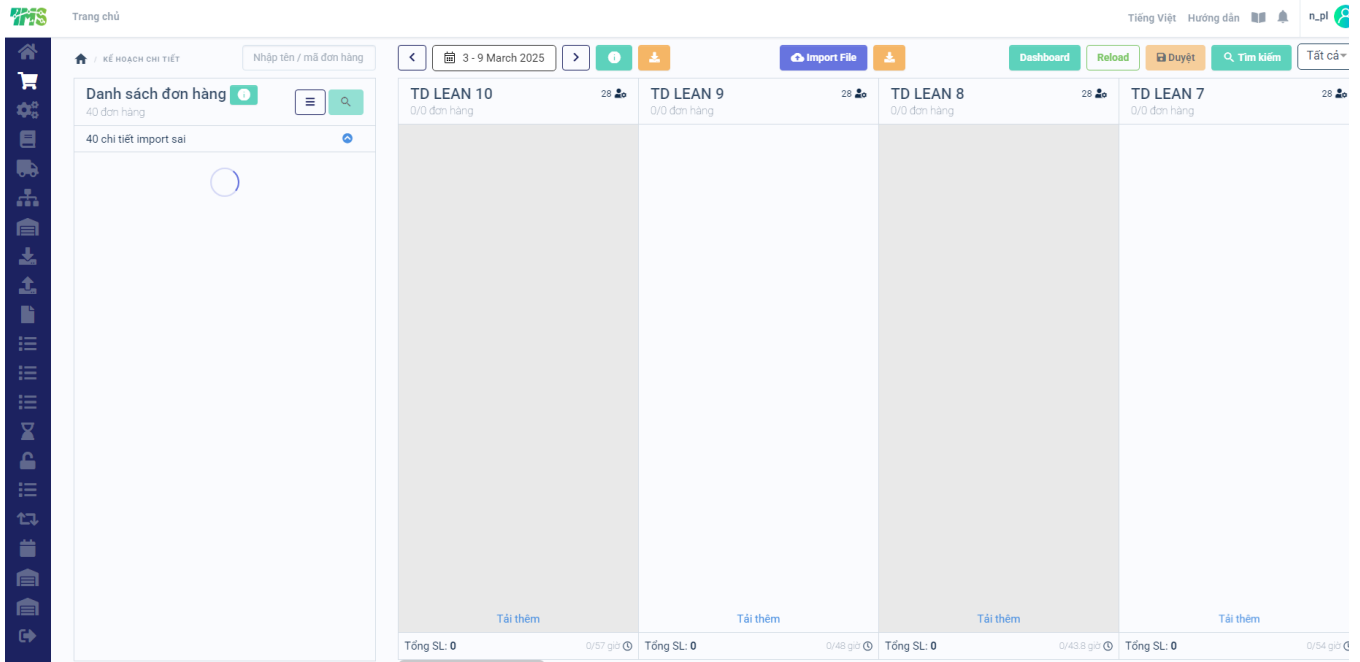 TMS
Trang chủ
Tiếng Việt Hướng dẫn
n_pl
/ KẾ HOẠCH CHI TIẾT
Nhập tên / mã đơn hàng
3 - 9 March 2025
Import File
Dashboard
Reload
Duyệt
Tìm kiếm
Tất cả
Danh sách đơn hàng
40 đơn hàng
40 chi tiết import sai
TD LEAN 10
28
0/0 đơn hàng
TD LEAN 9
28
0/0 đơn hàng
TD LEAN 8
28
0/0 đơn hàng
TD LEAN 7
28
0/0 đơn hàng
Tải thêm
Tải thêm
Tải thêm
Tải thêm
Tổng SL: 0
0/57 giờ
Tổng SL: 0
0/48 giờ
Tổng SL: 0
0/43.8 giờ
Tổng SL: 0
0/54 giờ